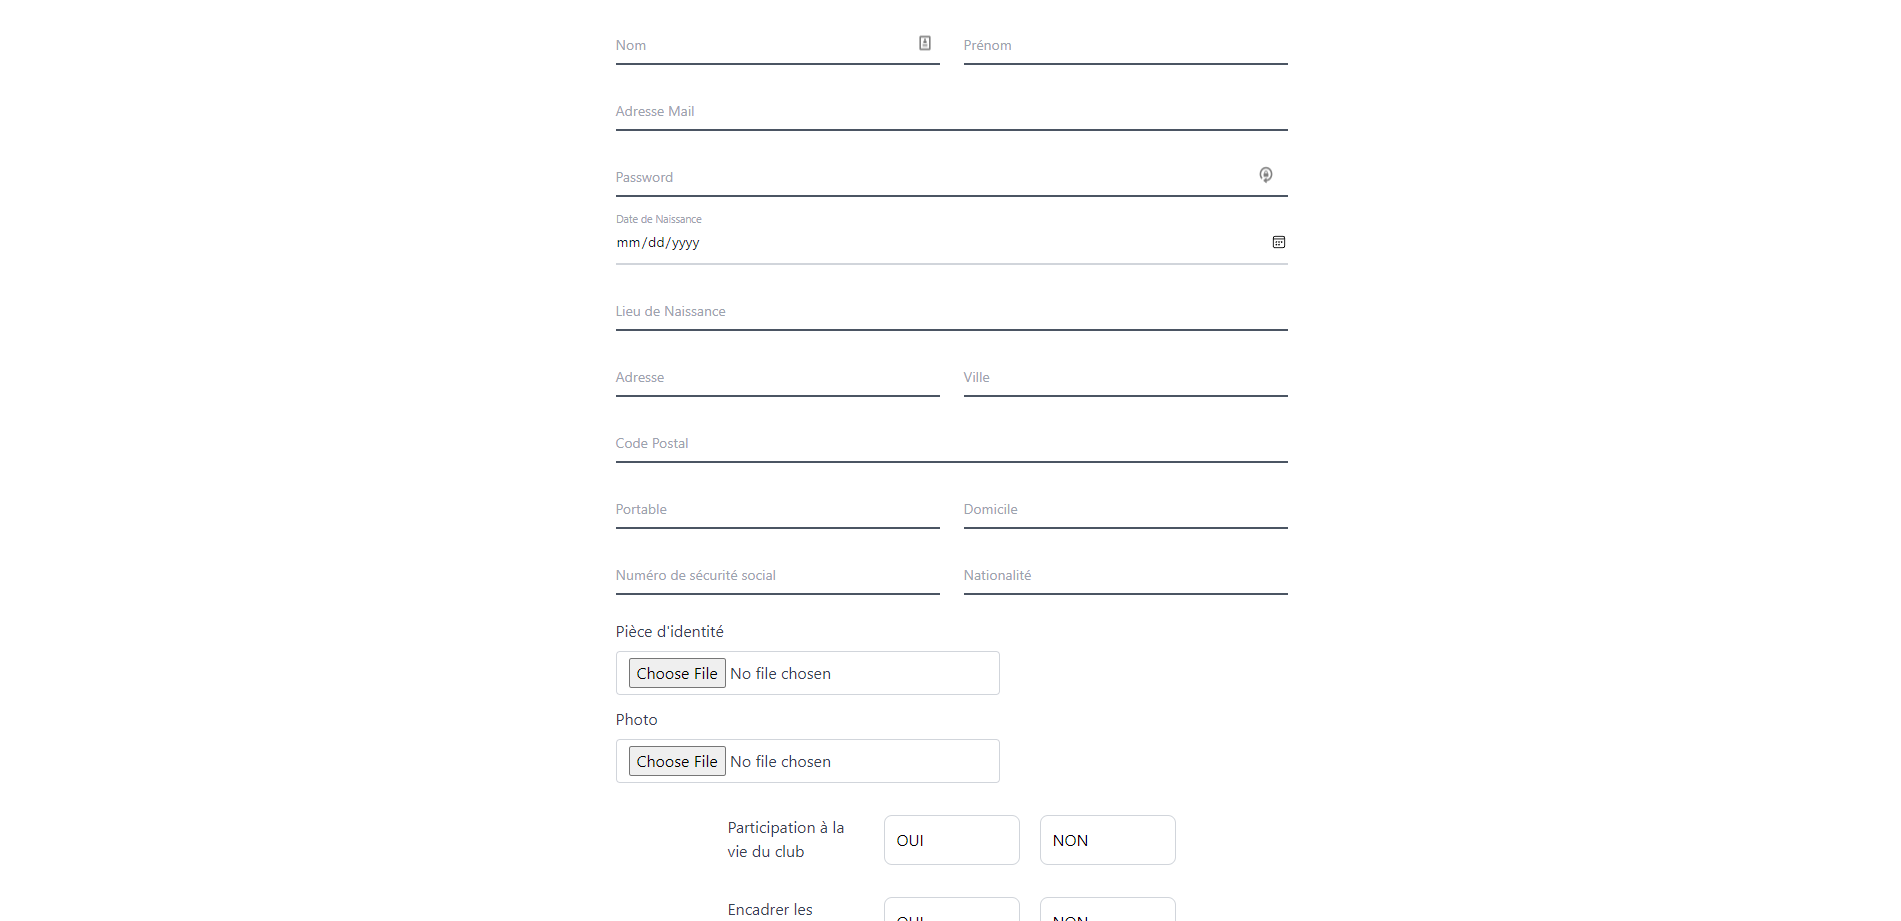 Nom
Prénom
Adresse Mail
Password
Date de Naissance
mm/dd/yyyy
Lieu de Naissance
Adresse
Ville
Code Postal
Portable
Domicile
Numéro de sécurité social
Nationalité
Pièce d'identité
Choose File No file chosen
Photo
Choose File No file chosen
Participation à la
vie du club
OUI
NON
Encadrer les
OUI
NON